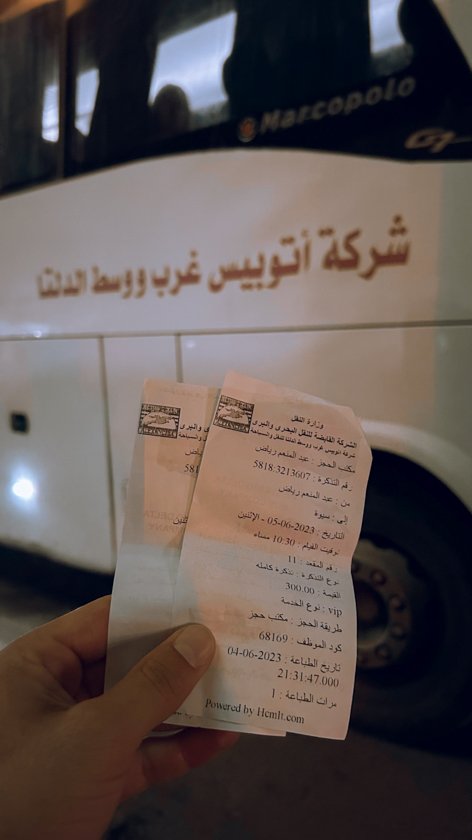 Marcopolo
G7
شركة أتوبيس غرب ووسط الدلتا
وزارة النقل
الشركة القابضة للنقل البحري والبري
شركة اتوبيس غرب ووسط الدلتا للنقل والسياحة
مكتب الحجز : عبد المنعم رياض
رقم التذكرة : 5818:3213607
من : عبد المنعم رياض
إلى : سيوة
التاريخ : 2023-06-05 - الإثنين
توقيت القيام : 10:30 مساء
رقم المقعد : 11
نوع التذكرة : تذكرة كاملة
القيمة : 300.00
vip : نوع الخدمة
طريقة الحجز : مكتب حجز
كود الموظف : 68169
تاريخ الطباعة : 2023-06-04
21:31:47.000
مرات الطباعة : 1
Powered by HcmIt.com